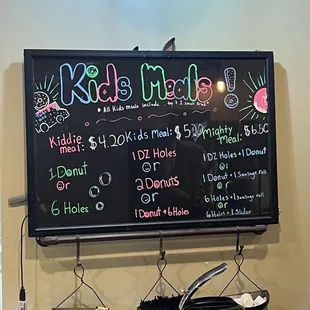 Kids Meals!
* All Kids meals include
1 small
Kiddie meal: $4.20
1 Donut
or
6 Holes
Kids Meal:
1 DZ Holes
or
2 Donuts
or
1 Donut + 6 Holes
Mighty Meal: $6.50
1 DZ Holes + 1 Donut
or
1 Donut + 1 Sausage Roll
or
6 Holes + 1 Sausage Roll
or
6 Holes + 1 Slider